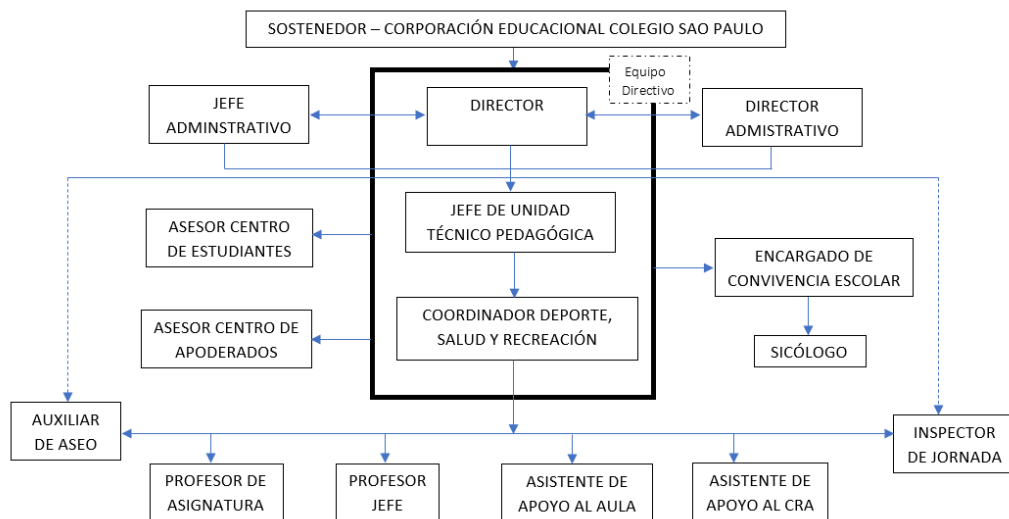 SOSTENEDOR – CORPORACIÓN EDUCACIONAL COLEGIO SAO PAULO
Equipo
Directivo
JEFE
ADMINSTRATIVO
DIRECTOR
DIRECTOR
ADMISTRATIVO
JEFE DE UNIDAD
TÉCNICO PEDAGÓGICA
ASESOR CENTRO
DE ESTUDIANTES
ENCARGADO DE
CONVIVENCIA ESCOLAR
COORDINADOR DEPORTE,
SALUD Y RECREACIÓN
ASESOR CENTRO DE
APODERADOS
SICÓLOGO
AUXILIAR
DE ASEO
INSPECTOR
DE JORNADA
PROFESOR DE
ASIGNATURA
PROFESOR
JEFE
ASISTENTE DE
APOYO AL AULA
ASISTENTE DE
APOYO AL CRA